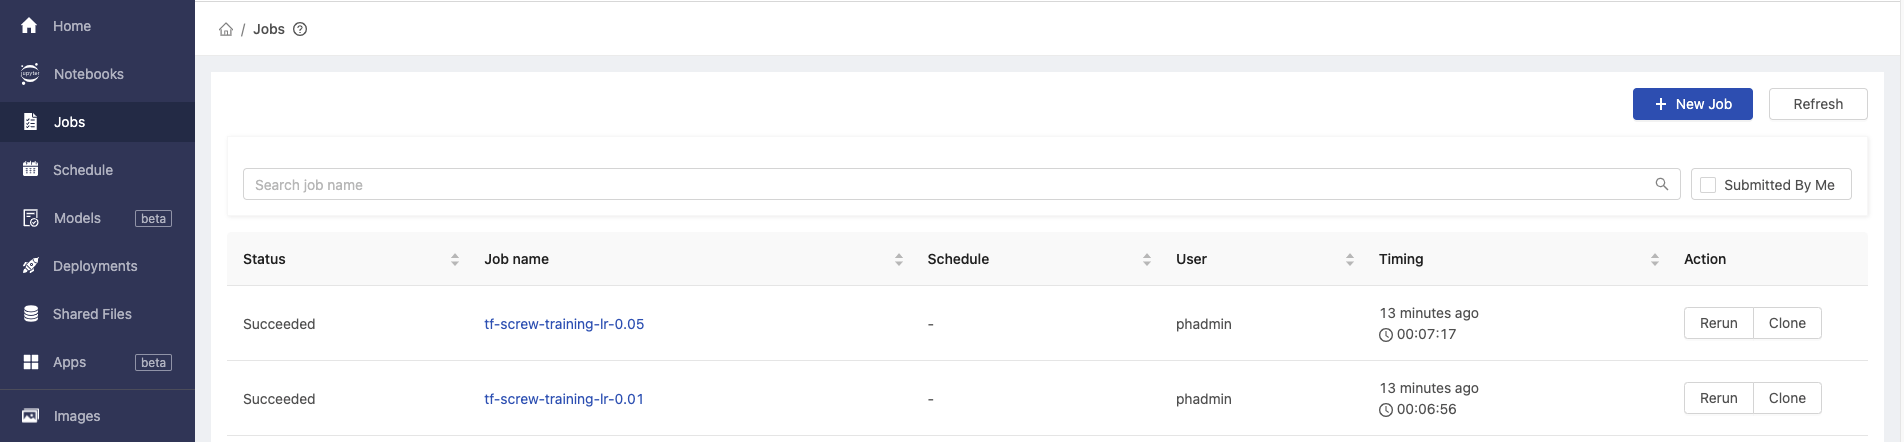 Home
Notebooks
Jobs
Schedule
Models beta
Deployments
Shared Files
Apps beta
Images
/ Jobs
+ New Job Refresh
Search job name Submitted By Me
Status Job name Schedule User Timing Action
Succeeded tf-screw-training-lr-0.05 - phadmin 13 minutes ago 00:07:17 Rerun Clone
Succeeded tf-screw-training-lr-0.01 - phadmin 13 minutes ago 00:06:56 Rerun Clone